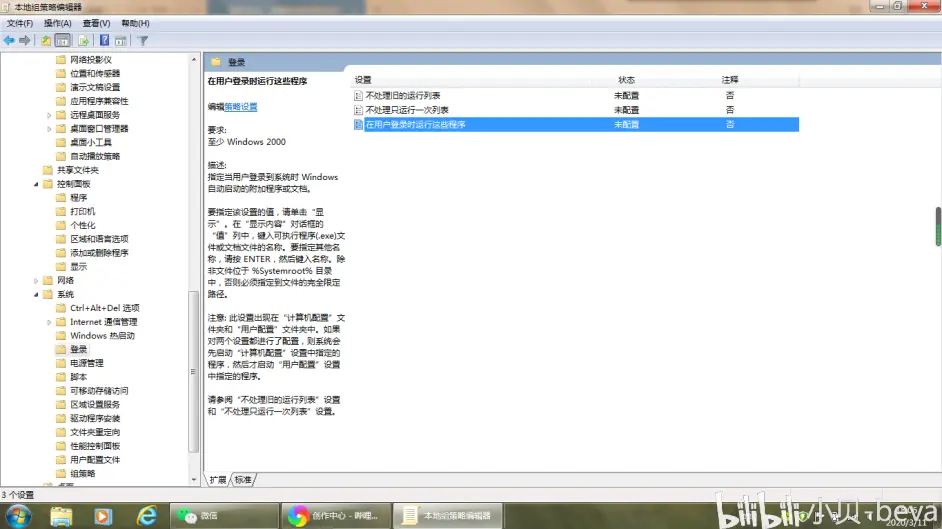 本地组策略编辑器
文件(F) 操作(A) 查看(V) 帮助(H)
网络投影仪
位置和传感器
演示文稿设置
应用程序兼容性
远程桌面服务
桌面窗口管理器
桌面小工具
自动播放策略
共享文件夹
控制面板
程序
打印机
个性化
区域和语言选项
添加或删除程序
显示
网络
系统
Ctrl+Alt+Del 选项
Internet 通信管理
Windows 热启动
登录
电源管理
脚本
可移动存储访问
区域设置服务
驱动程序安装
文件夹重定向
性能控制面板
用户配置文件
组策略
登录
在用户登录时运行这些程序
编辑策略设置
要求:
至少 Windows 2000
描述:
指定当用户登录到系统时 Windows
自动启动的附加程序或文档。
要指定该设置的值，请单击“显
示”。在“显示内容”对话框的
“值”列中，键入可执行程序(.exe)文
件或文档文件的名称。要指定其他名
称，请按 ENTER，然后键入名称。除
非文件位于 %Systemroot% 目录
中，否则必须指定到文件的完全限定
路径。
注意: 此设置出现在“计算机配置”文
件夹和“用户配置”文件夹中。如果
对两个设置都进行了配置，则系统会
先启动“计算机配置”设置中指定的
程序，然后才启动“用户配置”设置
中指定的程序。
请参阅“不处理旧的运行列表”设置
和“不处理只运行一次列表”设置。
设置 状态 注释
不处理旧的运行列表 未配置 否
不处理只运行一次列表 未配置 否
在用户登录时运行这些程序 未配置 否
扩展 标准
3 个设置
微信
创作中心 - 哔哩...
本地组策略编辑器
bilibili
小贝-beva
2020/3/11